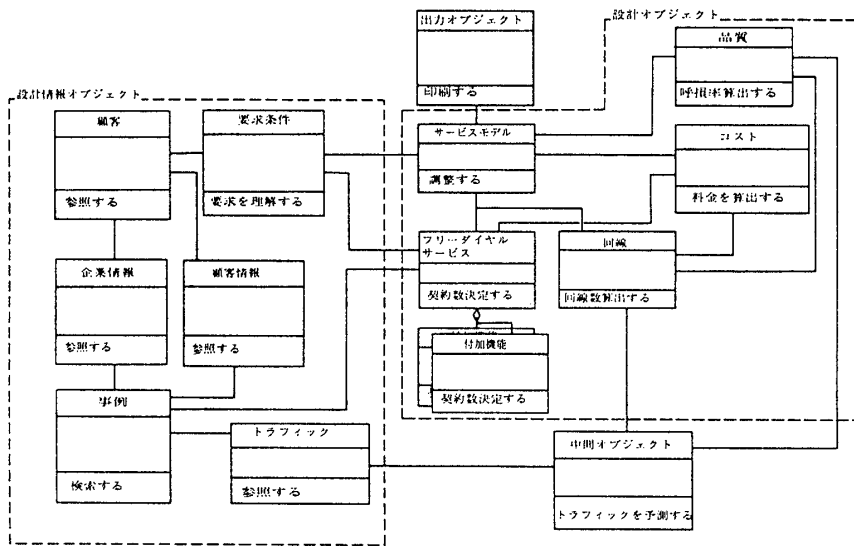 出力オブジェクト
印刷する
設計オブジェクト
品質
呼損率算出する
設計情報オブジェクト
顧客
参照する
要求条件
要求を理解する
サービスモデル
調整する
コスト
料金を算出する
企業情報
参照する
顧客情報
参照する
フリーダイヤル
サービス
契約数決定する
回線
回線数算出する
付加機能
契約数決定する
事例
検索する
トラフィック
参照する
中間オブジェクト
トラフィックを予測する